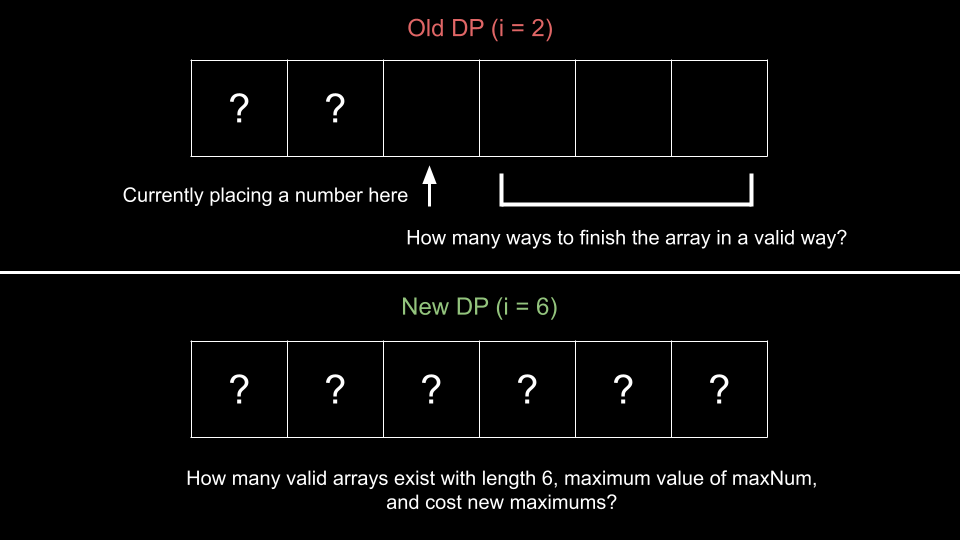 Old DP (i = 2)
? ?
Currently placing a number here
How many ways to finish the array in a valid way?
New DP (i = 6)
? ? ? ? ? ?
How many valid arrays exist with length 6, maximum value of maxNum,
and cost new maximums?